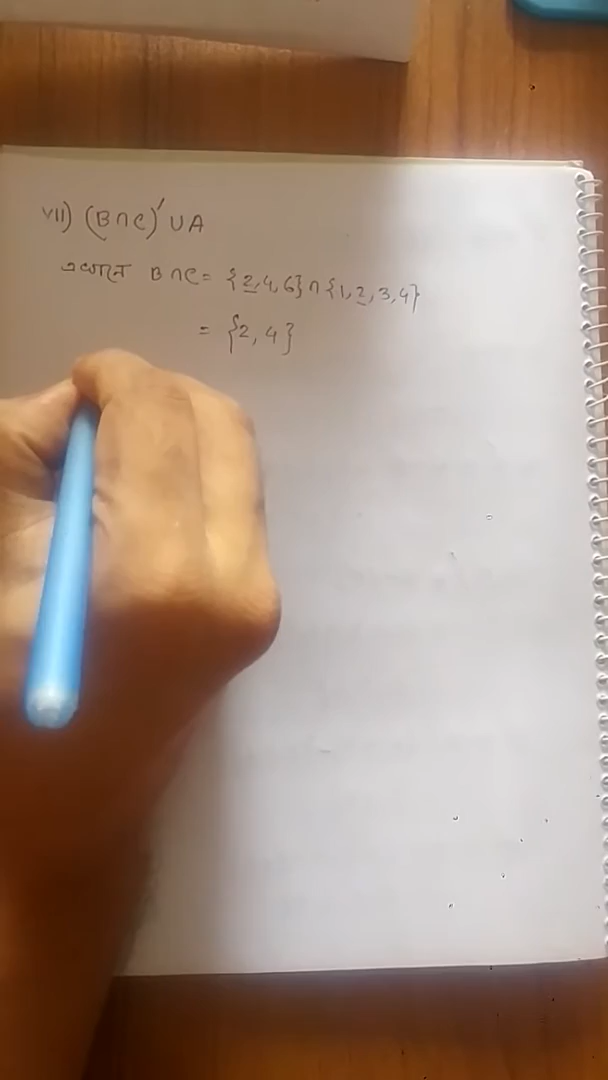 VII) (B∩C)′ ∪ A
এখানে B∩C = {2,4,6}∩{1,2,3,4}
= {2, 4}